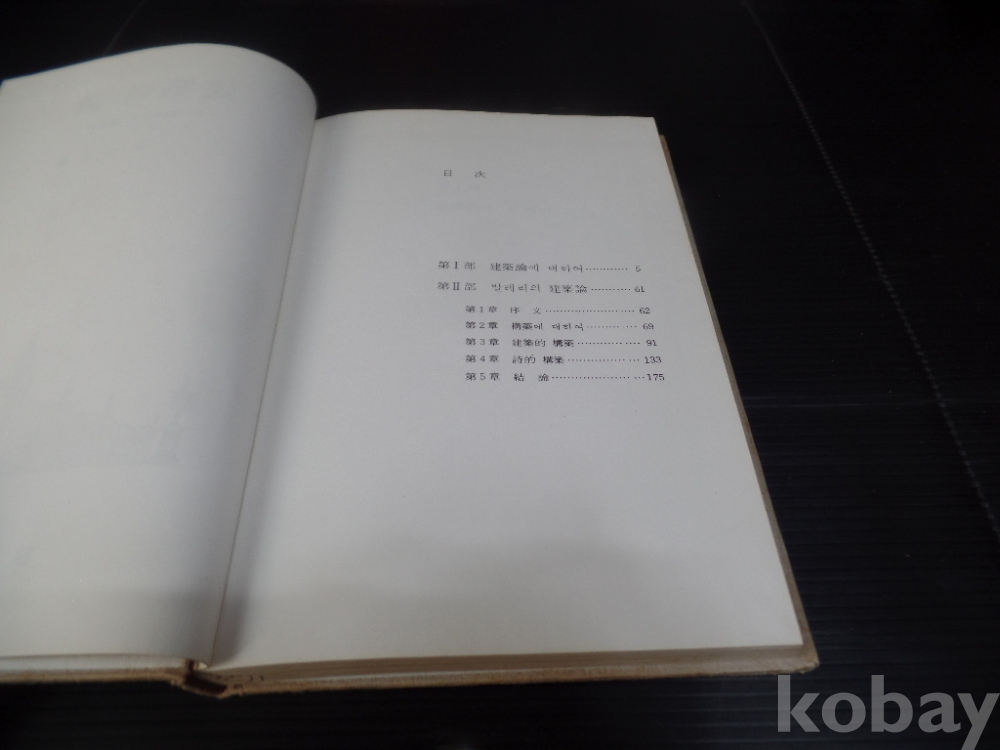 目 次
第Ⅰ部 建築論에 대하여 ………… 5
第Ⅱ部 발레리의 建築論 ………… 61
第1章 序 文 …………………… 62
第2章 構築에 대하여 ………… 69
第3章 建築的 構築 …………… 91
第4章 詩的 構築 ……………… 133
第5章 結 論 …………………… 175
kobay